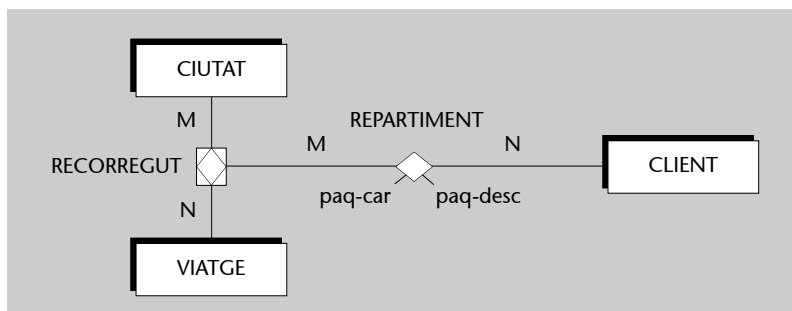 CIUTAT
M
REPARTIMENT
M
N
RECORREGUT
CLIENT
paq-car
paq-desc
N
VIATGE